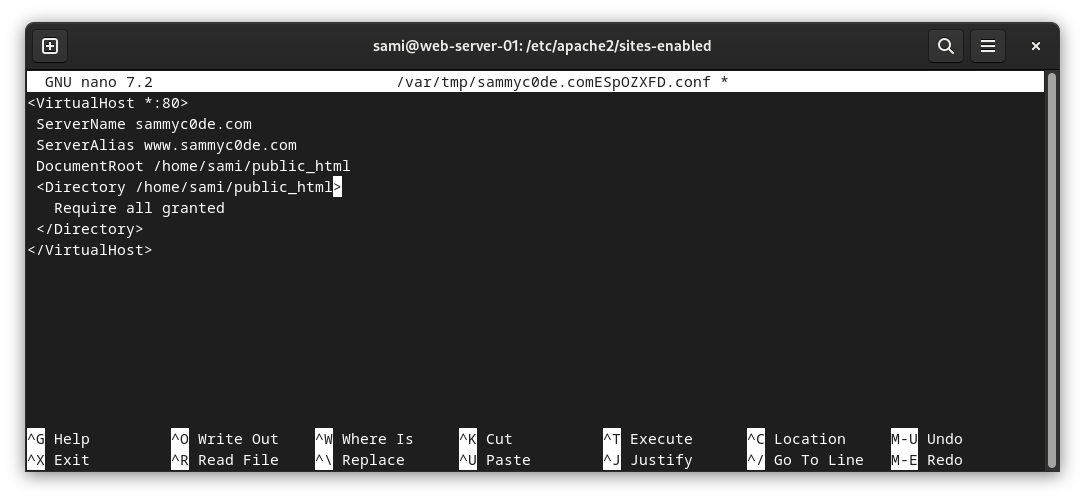 sami@web-server-01: /etc/apache2/sites-enabled
GNU nano 7.2 /var/tmp/sammyc0de.comESpOZXFD.conf *
<VirtualHost *:80>
ServerName sammyc0de.com
ServerAlias www.sammyc0de.com
DocumentRoot /home/sami/public_html
<Directory /home/sami/public_html>
Require all granted
</Directory>
</VirtualHost>
^G Help ^O Write Out ^W Where Is ^K Cut ^T Execute ^C Location M-U Undo
^X Exit ^R Read File ^\ Replace ^U Paste ^J Justify ^/ Go To Line M-E Redo